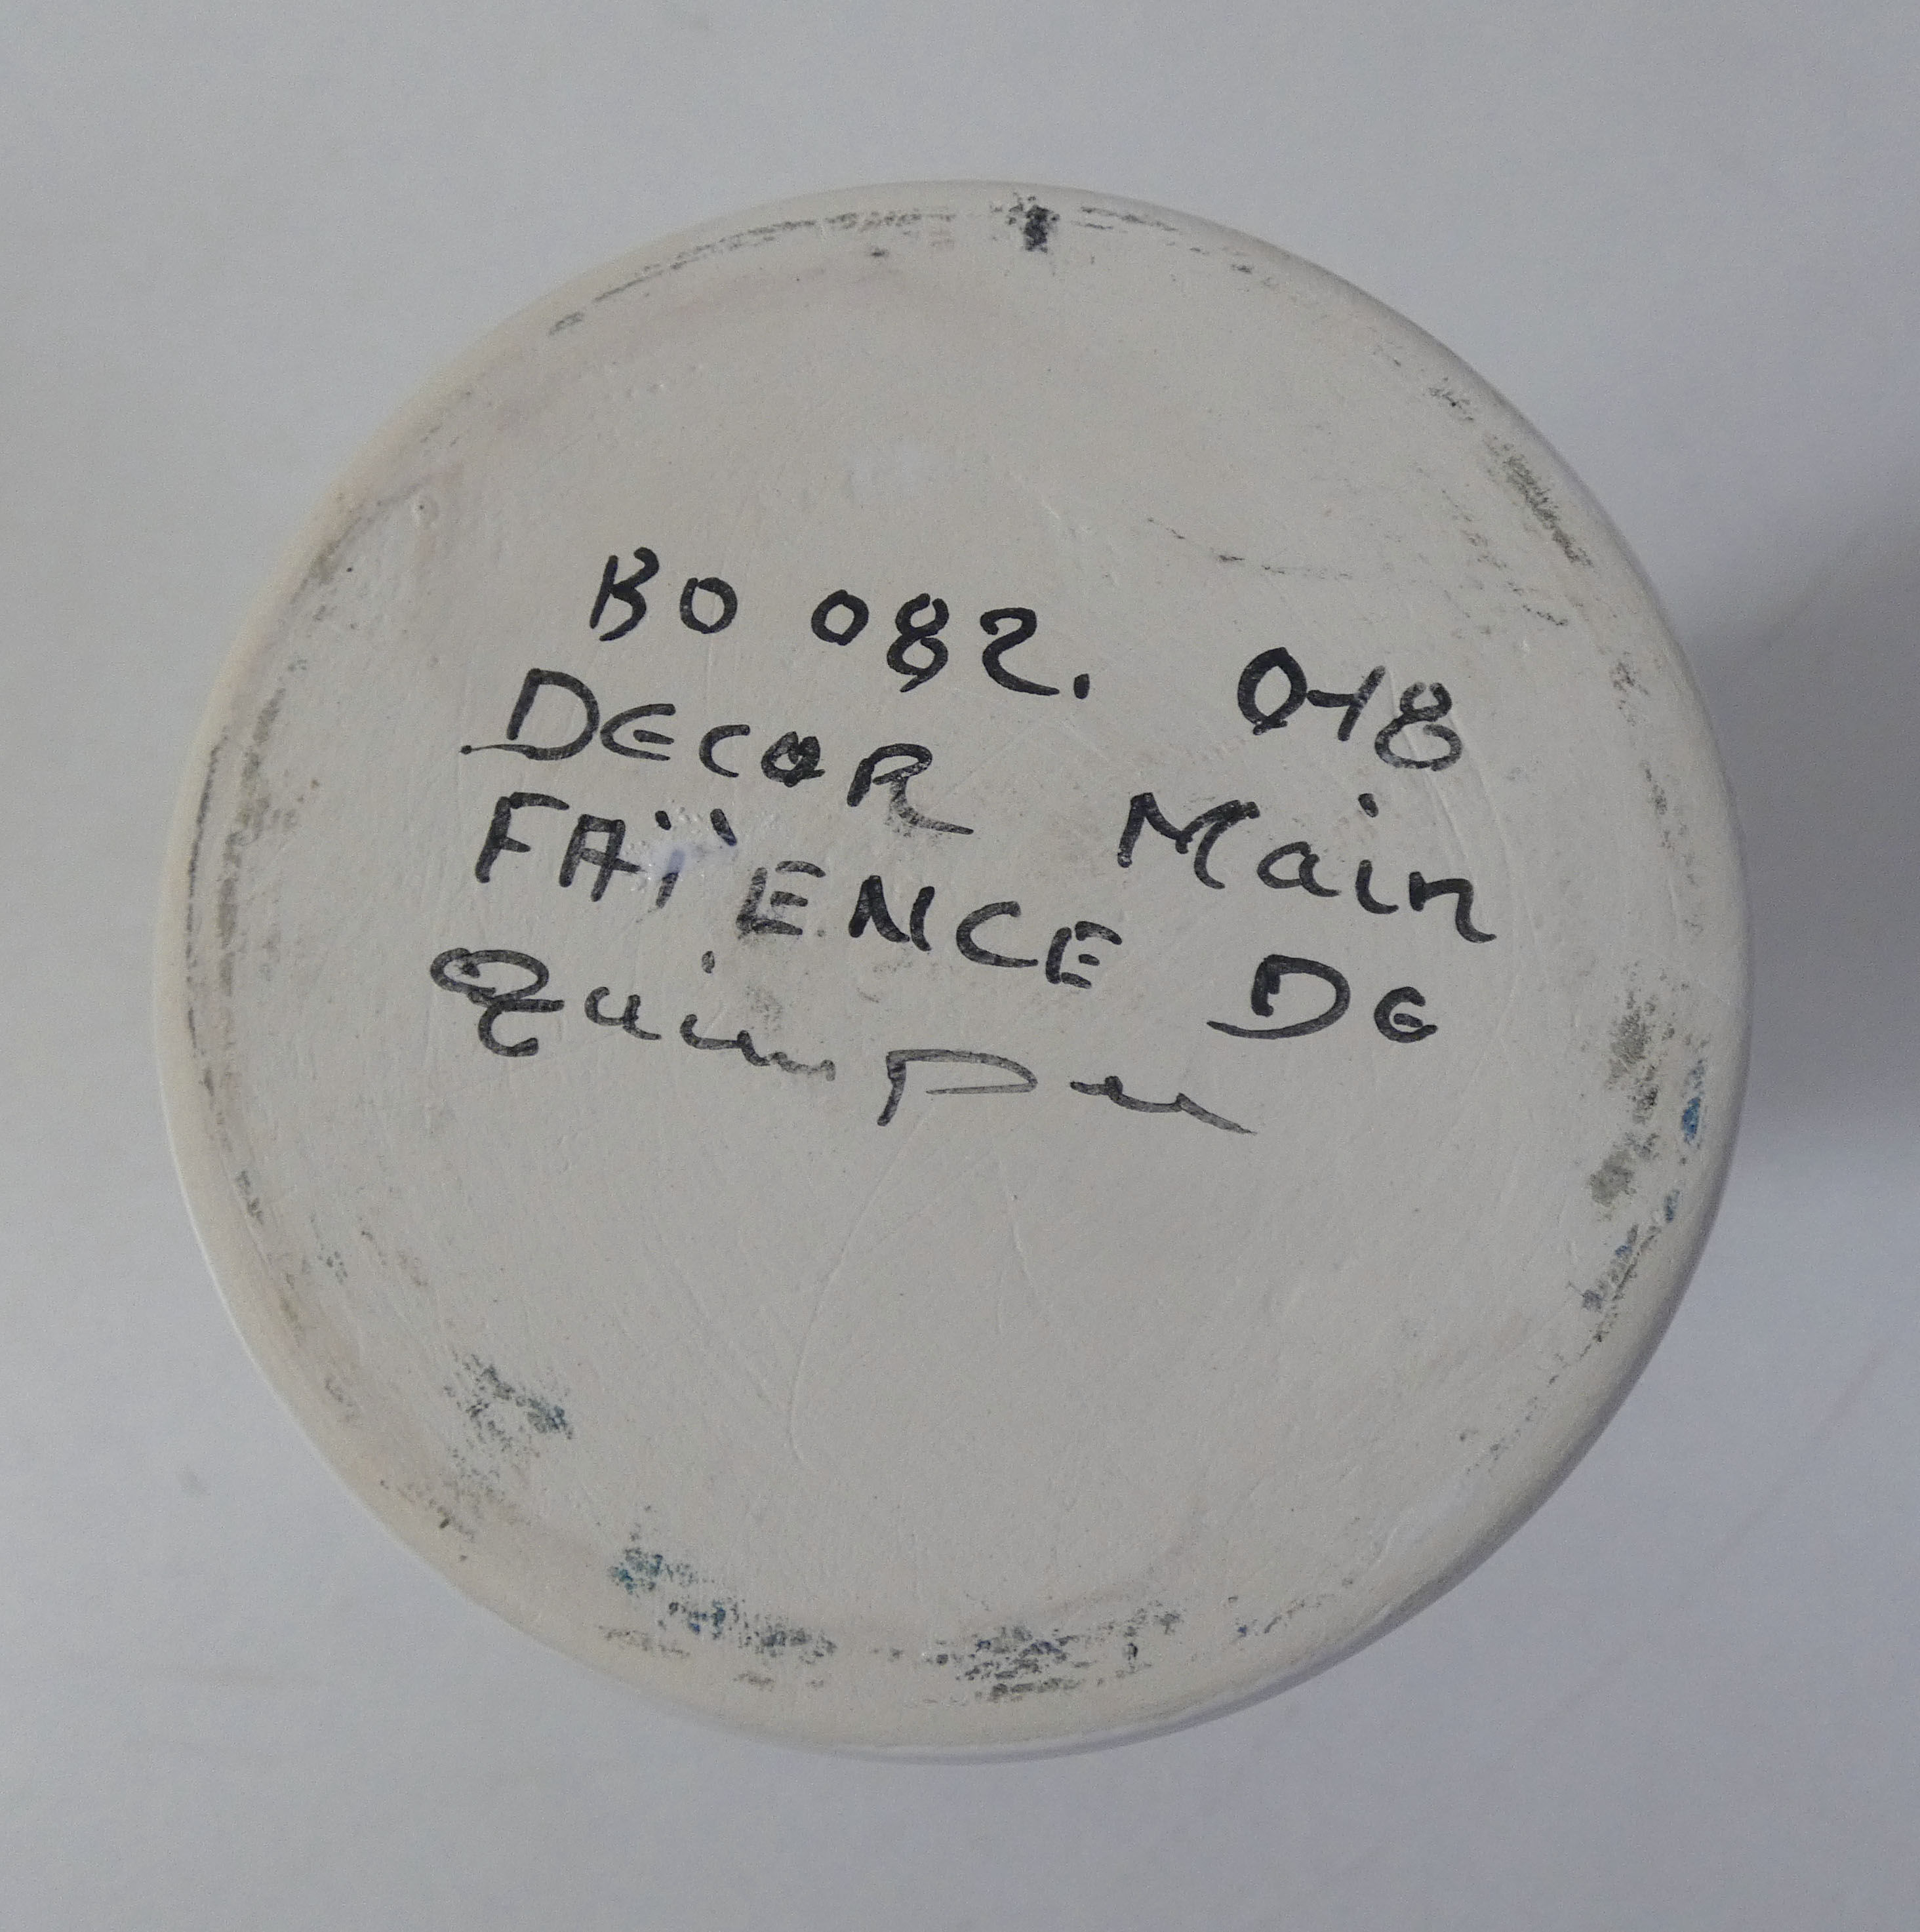 BO 082. 018
DECOR Main
FAÏENCE DE
Quimper